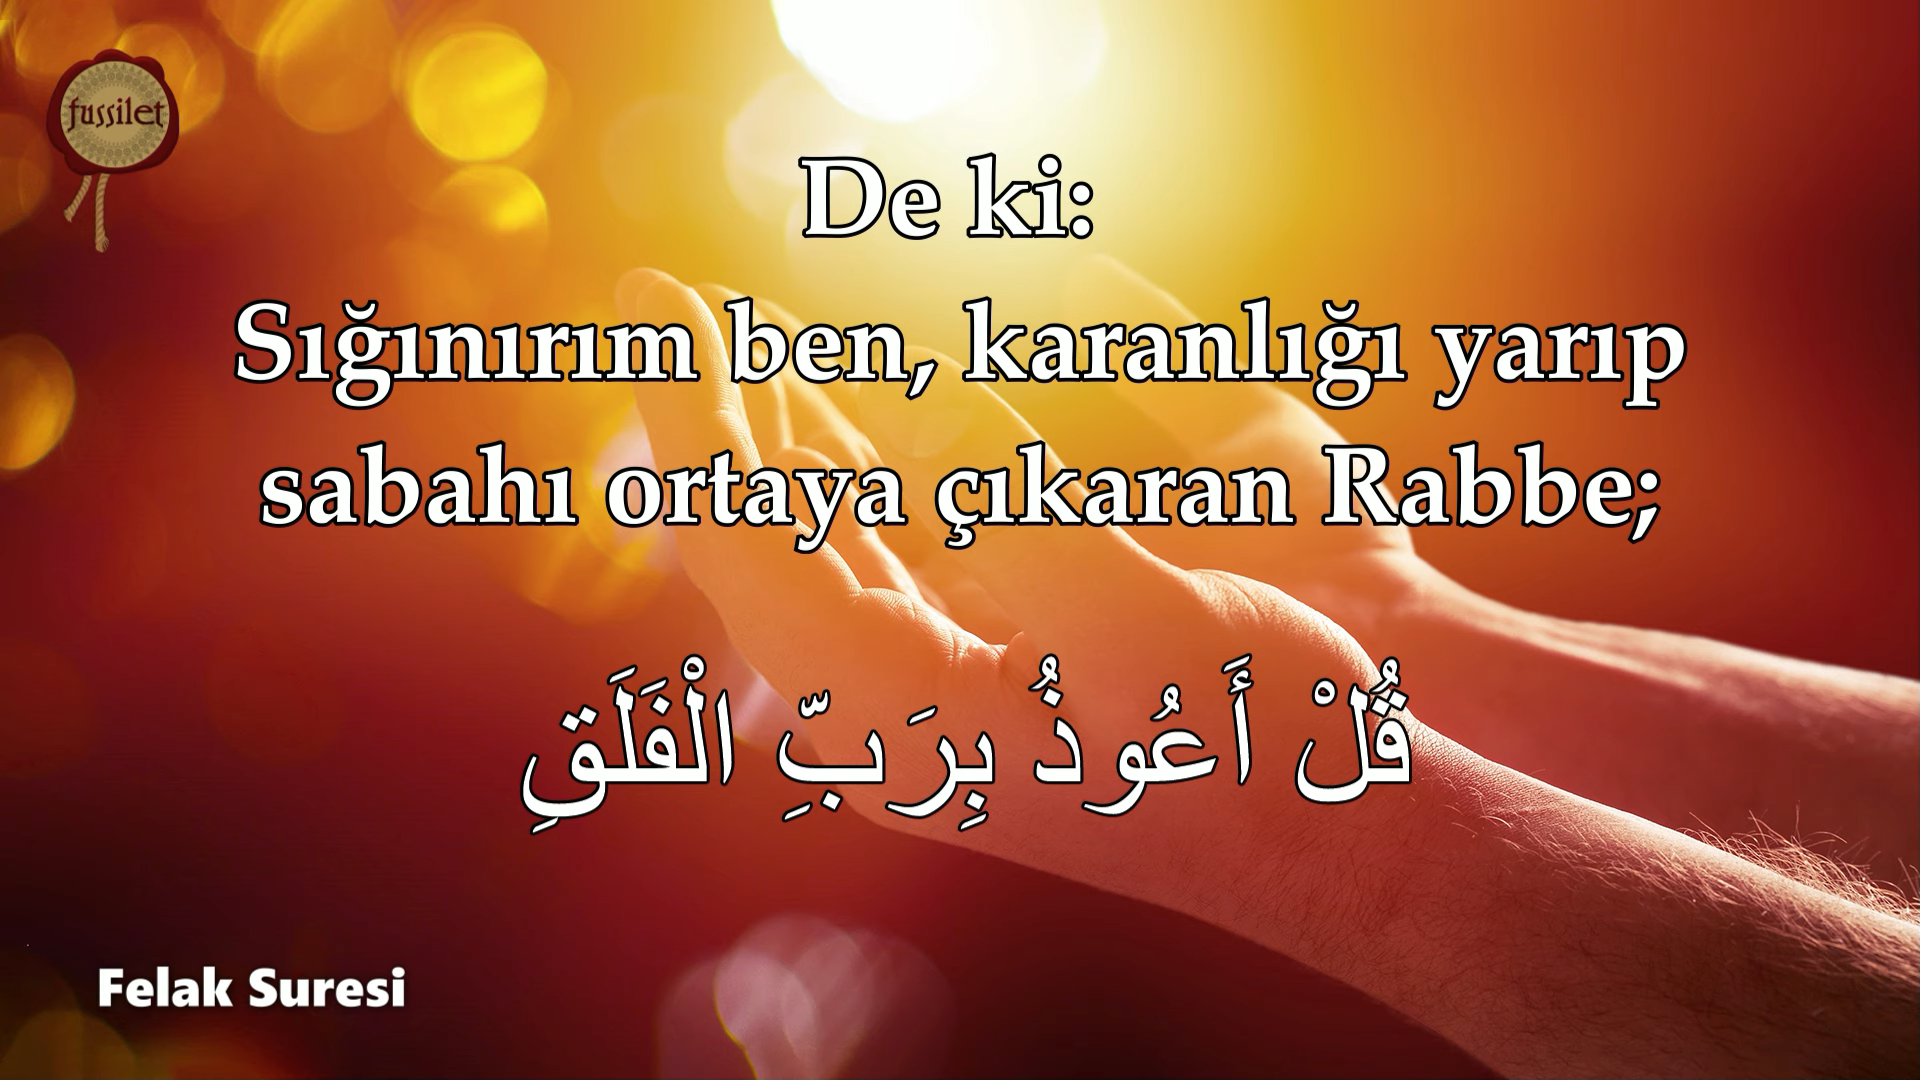 fussilet
De ki:
Sığınırım ben, karanlığı yarıp
sabahı ortaya çıkaran Rabbe;
قُلْ أَعُوذُ بِرَبِّ الْفَلَقِ
Felak Suresi